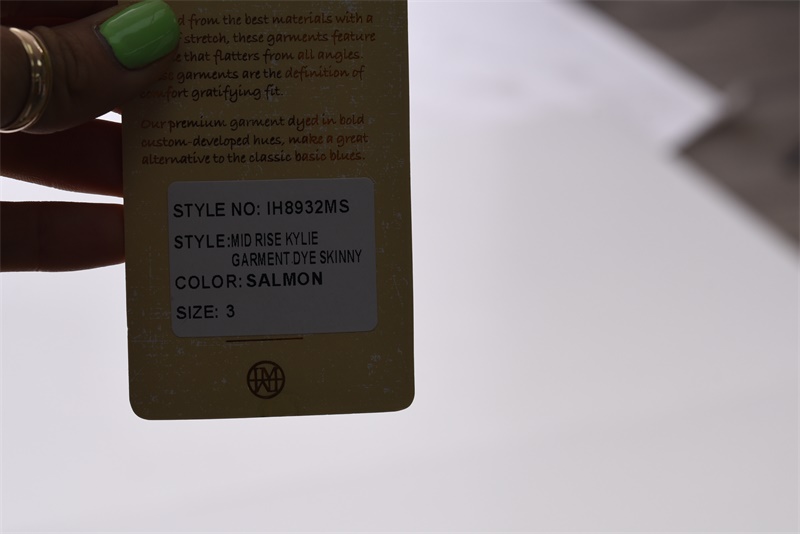 d from the best materials with a
stretch, these garments feature
that flatters from all angles.
garments are the definition of
comfort gratifying fit.
Our premium garment dyed in bold
custom-developed hues, make a great
alternative to the classic basic blues.
STYLE NO: IH8932MS
STYLE:MID RISE KYLIE
GARMENT DYE SKINNY
COLOR: SALMON
SIZE: 3